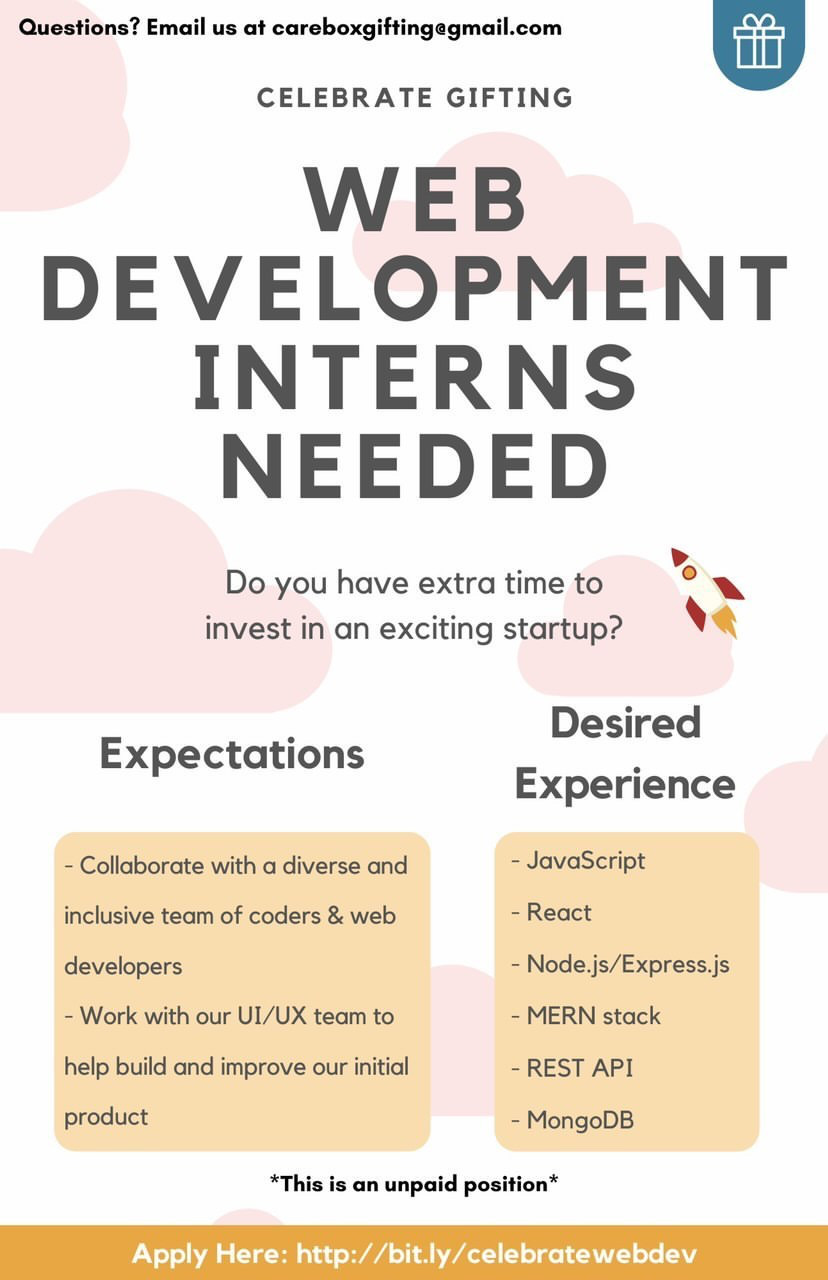 Questions? Email us at careboxgifting@gmail.com
CELEBRATE GIFTING
WEB
DEVELOPMENT
INTERNS
NEEDED
Do you have extra time to
invest in an exciting startup?
Expectations
- Collaborate with a diverse and
inclusive team of coders & web
developers
- Work with our UI/UX team to
help build and improve our initial
product
Desired
Experience
- JavaScript
- React
- Node.js/Express.js
- MERN stack
- REST API
- MongoDB
*This is an unpaid position*
Apply Here: http://bit.ly/celebratewebdev